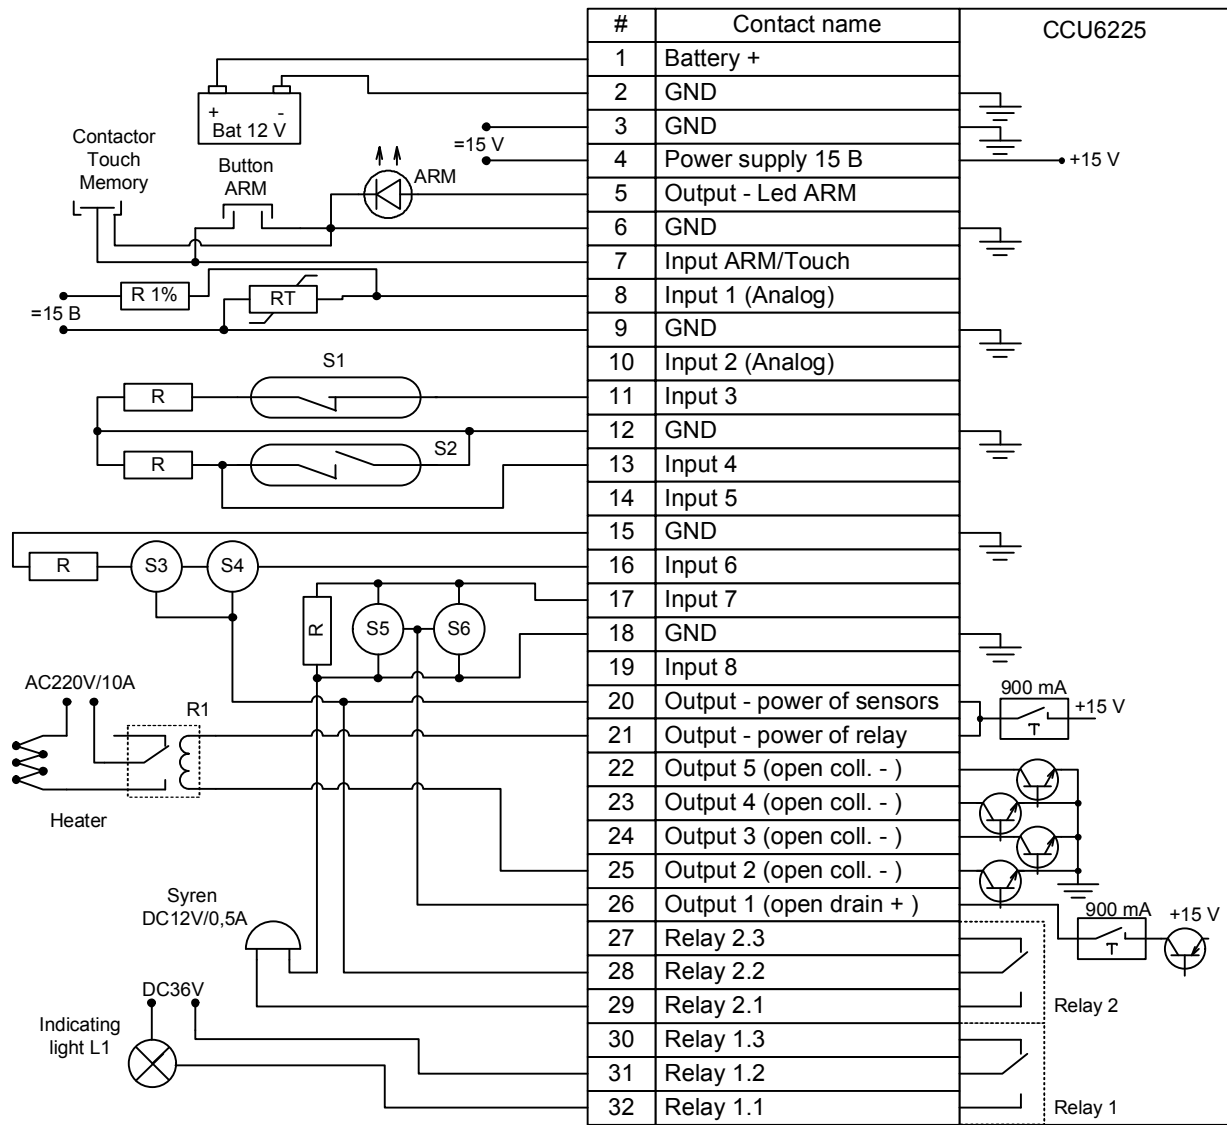 # Contact name CCU6225
1 Battery +
2 GND
3 GND
4 Power supply 15 B
5 Output - Led ARM
6 GND
7 Input ARM/Touch
8 Input 1 (Analog)
9 GND
10 Input 2 (Analog)
11 Input 3
12 GND
13 Input 4
14 Input 5
15 GND
16 Input 6
17 Input 7
18 GND
19 Input 8
20 Output - power of sensors
21 Output - power of relay
22 Output 5 (open coll. - )
23 Output 4 (open coll. - )
24 Output 3 (open coll. - )
25 Output 2 (open coll. - )
26 Output 1 (open drain + )
27 Relay 2.3
28 Relay 2.2
29 Relay 2.1
30 Relay 1.3
31 Relay 1.2
32 Relay 1.1
+ -
Bat 12 V
Contactor
Touch
Memory
Button
ARM
=15 V
ARM
R 1%
RT
=15 B
S1
R
S2
R
R
S3
S4
R
S5
S6
AC220V/10A
R1
Heater
Syren
DC12V/0,5A
DC36V
Indicating
light L1
+15 V
900 mA
+15 V
T
900 mA
+15 V
T
Relay 2
Relay 1